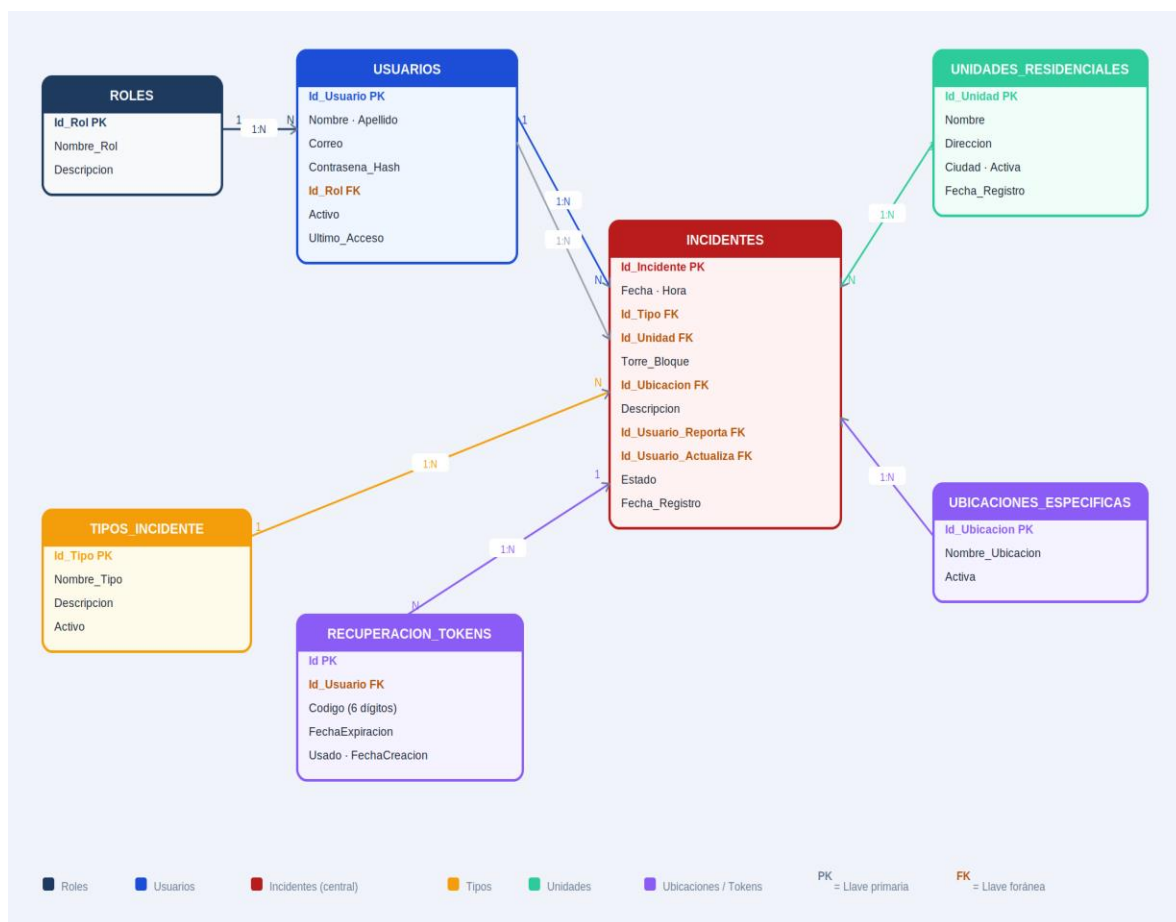 ROLES
Id_Rol PK
Nombre_Rol
Descripcion
1
1:N
N
USUARIOS
Id_Usuario PK
Nombre · Apellido
Correo
Contrasena_Hash
Id_Rol FK
Activo
Ultimo_Acceso
1
1:N
1:N
N
UNIDADES_RESIDENCIALES
Id_Unidad PK
Nombre
Direccion
Ciudad · Activa
Fecha_Registro
1:N
N
INCIDENTES
Id_Incidente PK
Fecha · Hora
Id_Tipo FK
Id_Unidad FK
Torre_Bloque
Id_Ubicacion FK
Descripcion
Id_Usuario_Reporta FK
Id_Usuario_Actualiza FK
Estado
Fecha_Registro
N
1:N
1
TIPOS_INCIDENTE
Id_Tipo PK
Nombre_Tipo
Descripcion
Activo
1
1:N
N
RECUPERACION_TOKENS
Id PK
Id_Usuario FK
Codigo (6 dígitos)
FechaExpiracion
Usado · FechaCreacion
1:N
UBICACIONES_ESPECIFICAS
Id_Ubicacion PK
Nombre_Ubicacion
Activa
Roles
Usuarios
Incidentes (central)
Tipos
Unidades
Ubicaciones / Tokens
PK = Llave primaria
FK = Llave foránea